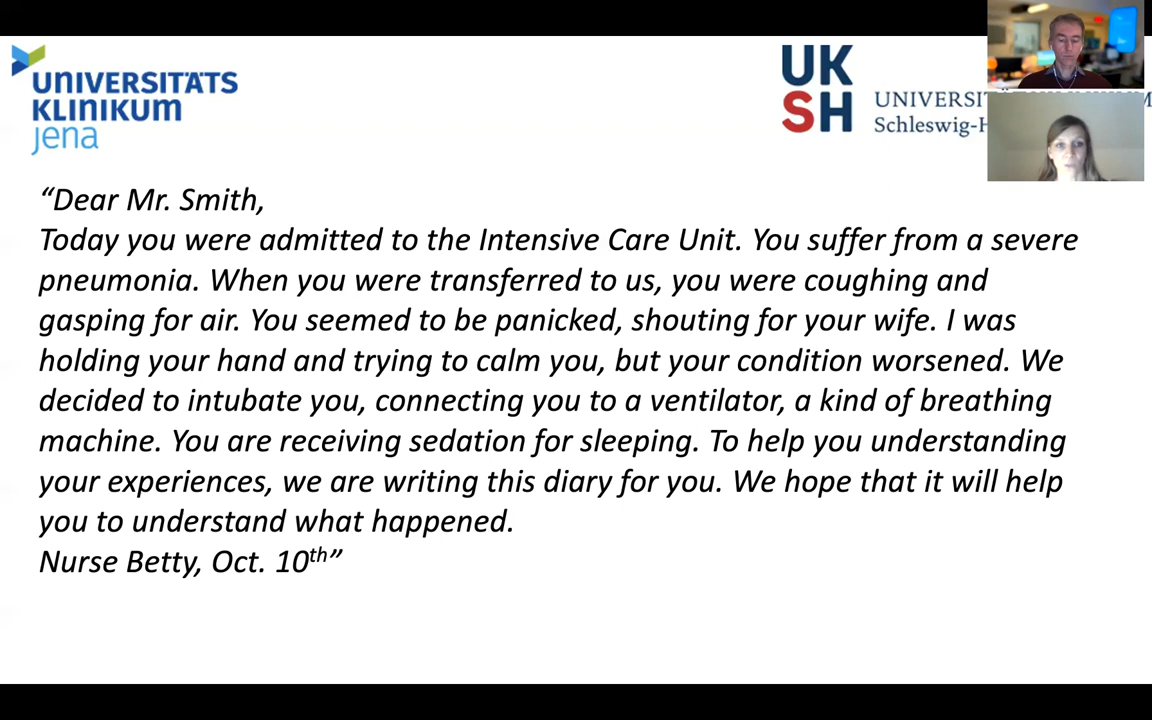 UNIVERSITÄTS
KLINIKUM
jena
UK
SH
Schleswig-H
“Dear Mr. Smith,
Today you were admitted to the Intensive Care Unit. You suffer from a severe
pneumonia. When you were transferred to us, you were coughing and
gasping for air. You seemed to be panicked, shouting for your wife. I was
holding your hand and trying to calm you, but your condition worsened. We
decided to intubate you, connecting you to a ventilator, a kind of breathing
machine. You are receiving sedation for sleeping. To help you understanding
your experiences, we are writing this diary for you. We hope that it will help
you to understand what happened.
Nurse Betty, Oct. 10th”